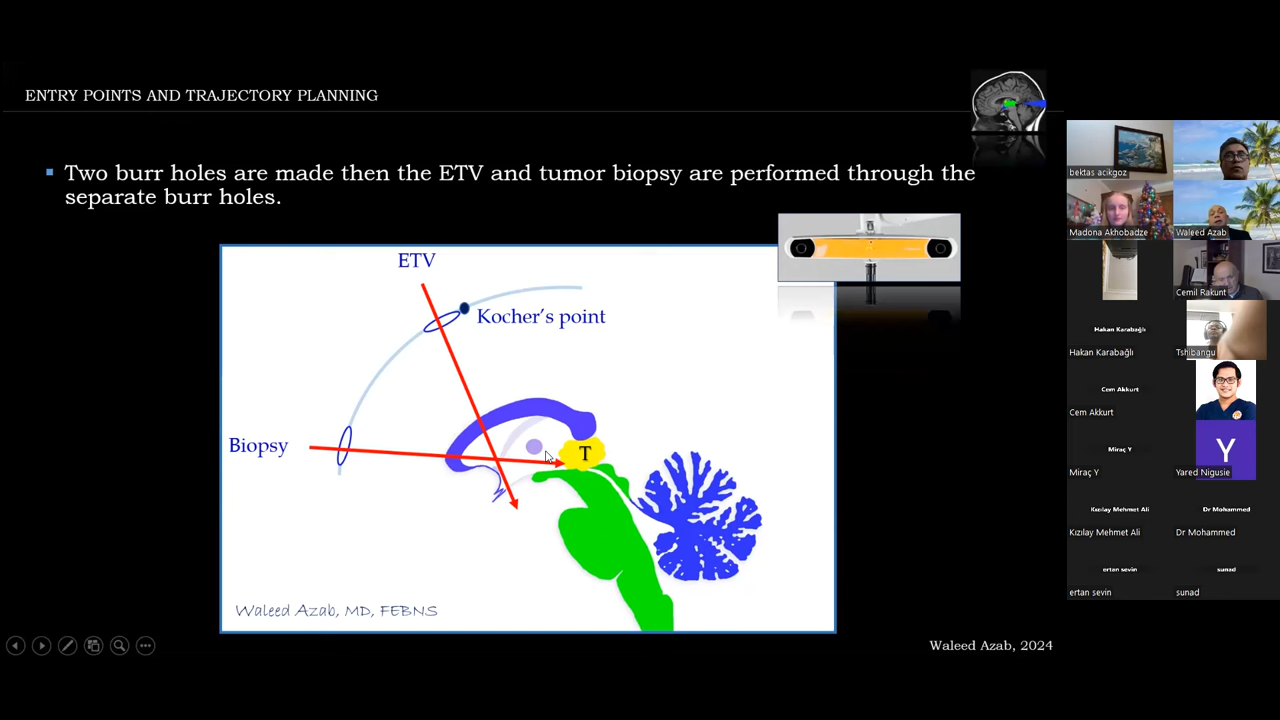 ENTRY POINTS AND TRAJECTORY PLANNING
Two burr holes are made then the ETV and tumor biopsy are performed through the
separate burr holes.
ETV
Kocher's point
Biopsy
T
Waleed Azab, MD, FEBNS
Waleed Azab, 2024
bektas acikgoz
Madona Akhobadze
Waleed Azab
Cemil Rakunt
Hakan Karabağlı
Hakan Karabağlı
Tshibangu
Cem Akkurt
Cem Akkurt
Miraç Y
Miraç Y
Y
Yared Nigusie
Kızılay Mehmet Ali
Kızılay Mehmet Ali
Dr Mohammed
Dr Mohammed
ertan sevin
ertan sevin
sunad
sunad